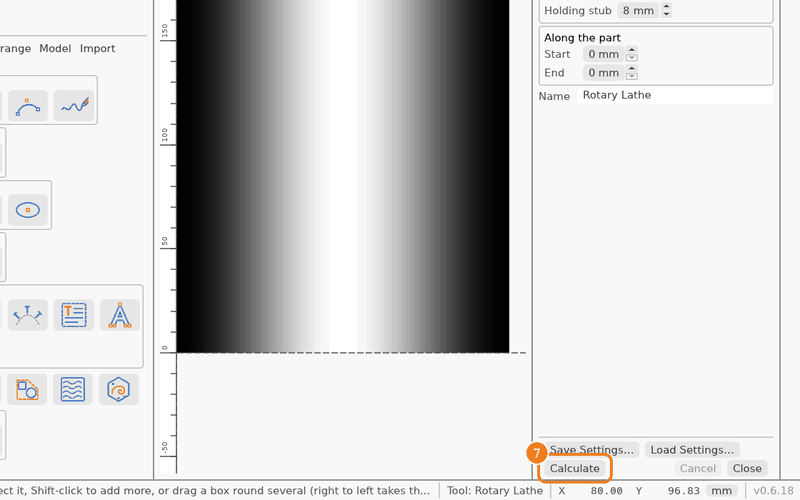 Holding stub 8 mm
Along the part
Start 0 mm
End 0 mm
Name Rotary Lathe
range Model Import
150
100
50
0
-50
T
T
A
7
Save Settings... Load Settings...
Calculate Cancel Close
ect it, Shift-click to add more, or drag a box round several (right to left takes th... Tool: Rotary Lathe X 80.00 Y 96.83 mm v0.6.18